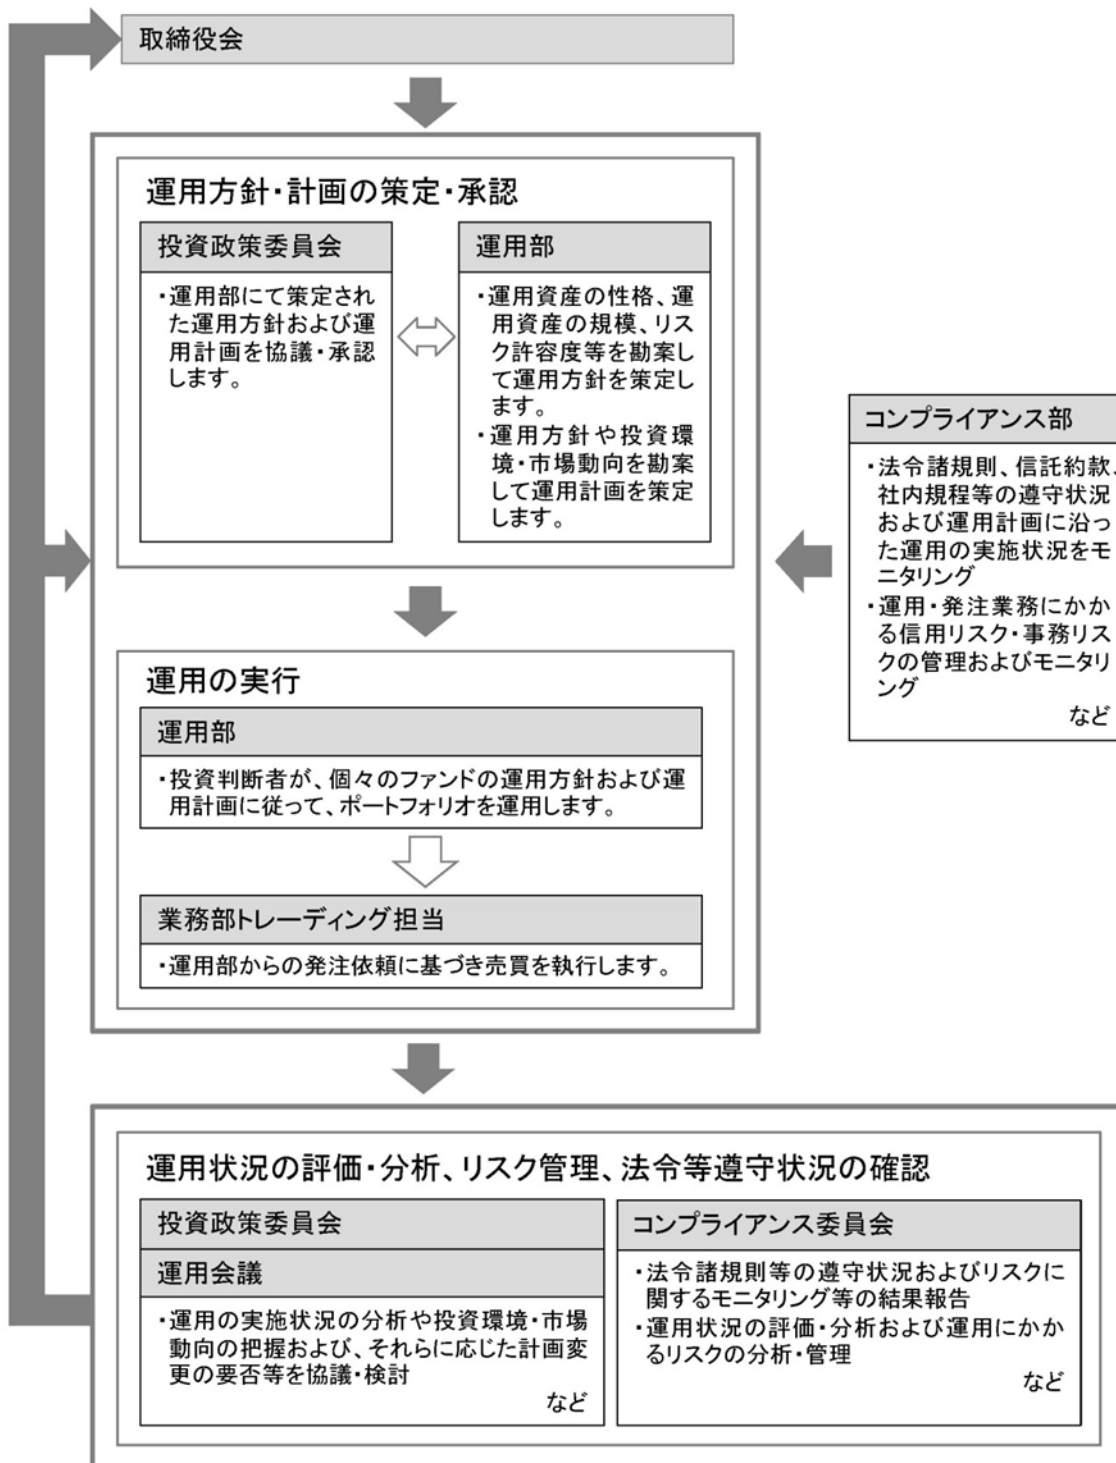 取締役会
運用方針・計画の策定・承認
投資政策委員会
・運用部にて策定され
た運用方針および運
用計画を協議・承認
します。
運用部
・運用資産の性格、運
用資産の規模、リス
ク許容度等を勘案し
て運用方針を策定し
ます。
・運用方針や投資環
境・市場動向を勘案
して運用計画を策定
します。
コンプライアンス部
・法令諸規則、信託約款、
社内規程等の遵守状況
および運用計画に沿っ
た運用の実施状況をモ
ニタリング
・運用・発注業務にかか
る信用リスク・事務リス
クの管理およびモニタリ
ング
など
運用の実行
運用部
・投資判断者が、個々のファンドの運用方針および運
用計画に従って、ポートフォリオを運用します。
業務部トレーディング担当
・運用部からの発注依頼に基づき売買を執行します。
運用状況の評価・分析、リスク管理、法令等遵守状況の確認
投資政策委員会
運用会議
・運用の実施状況の分析や投資環境・市場
動向の把握および、それらに応じた計画変
更の要否等を協議・検討
など
コンプライアンス委員会
・法令諸規則等の遵守状況およびリスクに
関するモニタリング等の結果報告
・運用状況の評価・分析および運用にかか
るリスクの分析・管理
など